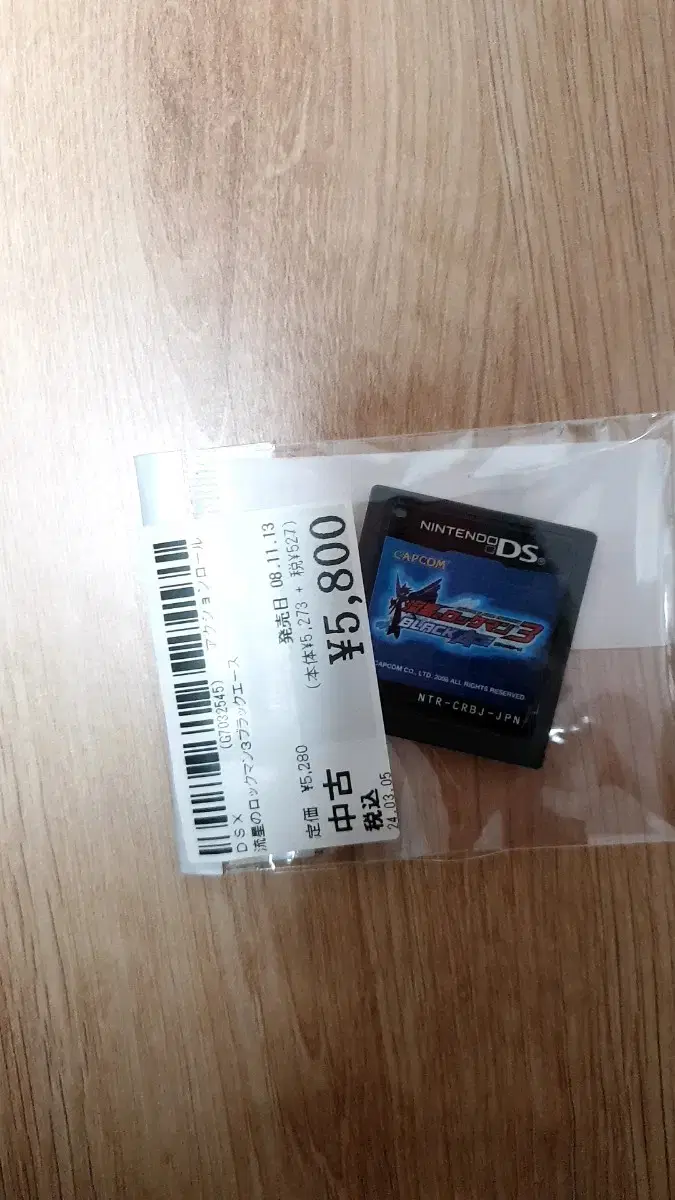 DSX
(G7032545) アクションロール
流星のロックマン3ブラックエース
発売日 08.11.13
定価 ¥5,280 (本体¥5,273 + 税¥527)
中古 ¥5,800
税込
24.03.05
NINTENDO DS
CAPCOM
流星のロックマン3
BLACK ACE
CAPCOM CO., LTD. 2008 ALL RIGHTS RESERVED.
NTR-CRBJ-JPN